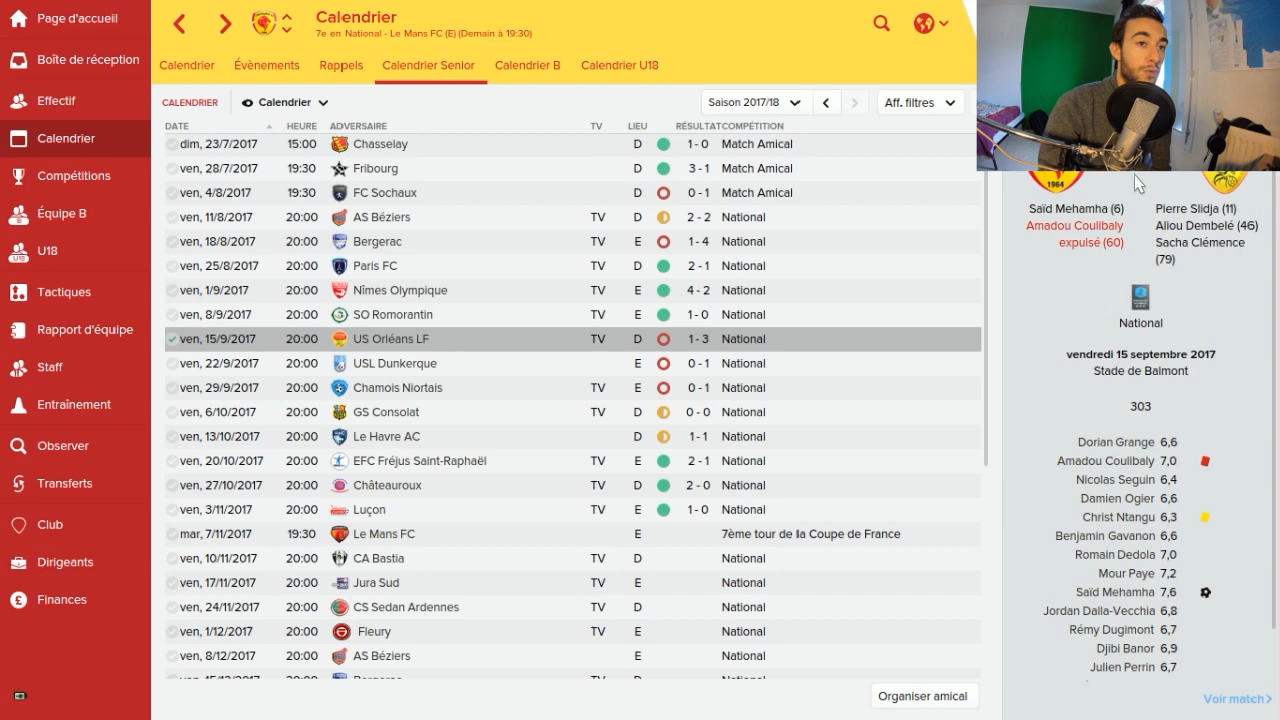 Page d'accueil
Boîte de réception
Effectif
Calendrier
Compétitions
Équipe B
U18
Tactiques
Rapport d'équipe
Staff
Entraînement
Observer
Transferts
Club
Dirigeants
Finances
Calendrier
7e en National - Le Mans FC (E) (Demain à 19:30)
Calendrier Évènements Rappels Calendrier Senior Calendrier B Calendrier U18
CALENDRIER Calendrier Saison 2017/18 Aff. filtres
DATE HEURE ADVERSAIRE TV LIEU RÉSULTAT COMPÉTITION
dim, 23/7/2017 15:00 Chasselay D 1 - 0 Match Amical
ven, 28/7/2017 19:30 Fribourg D 3 - 1 Match Amical
ven, 4/8/2017 19:30 FC Sochaux D 0 - 1 Match Amical
ven, 11/8/2017 20:00 AS Béziers TV D 2 - 2 National
ven, 18/8/2017 20:00 Bergerac TV E 1 - 4 National
ven, 25/8/2017 20:00 Paris FC TV D 2 - 1 National
ven, 1/9/2017 20:00 Nîmes Olympique TV E 4 - 2 National
ven, 8/9/2017 20:00 SO Romorantin TV E 1 - 0 National
ven, 15/9/2017 20:00 US Orléans LF TV D 1 - 3 National
ven, 22/9/2017 20:00 USL Dunkerque E 0 - 1 National
ven, 29/9/2017 20:00 Chamois Niortais TV E 0 - 1 National
ven, 6/10/2017 20:00 GS Consolat TV D 0 - 0 National
ven, 13/10/2017 20:00 Le Havre AC D 1 - 1 National
ven, 20/10/2017 20:00 EFC Fréjus Saint-Raphaël TV E 2 - 1 National
ven, 27/10/2017 20:00 Châteauroux TV D 2 - 0 National
ven, 3/11/2017 20:00 Luçon TV E 1 - 0 National
mar, 7/11/2017 19:30 Le Mans FC E 7ème tour de la Coupe de France
ven, 10/11/2017 20:00 CA Bastia TV D National
ven, 17/11/2017 20:00 Jura Sud TV E National
ven, 24/11/2017 20:00 CS Sedan Ardennes TV D National
ven, 1/12/2017 20:00 Fleury TV E National
ven, 8/12/2017 20:00 AS Béziers E National
Organiser amical
1964
Saïd Mehamha (6) Pierre Slidja (11)
Amadou Coulibaly Aliou Dembelé (46)
expulsé (60) Sacha Clémence
(79)
National
vendredi 15 septembre 2017
Stade de Balmont
303
Dorian Grange 6,6
Amadou Coulibaly 7,0
Nicolas Seguin 6,4
Damien Ogier 6,6
Christ Ntangu 6,3
Benjamin Gavanon 6,6
Romain Dedola 7,0
Mour Paye 7,2
Saïd Mehamha 7,6
Jordan Dalla-Vecchia 6,8
Rémy Dugimont 6,7
Djibi Banor 6,9
Julien Perrin 6,7
Voir match